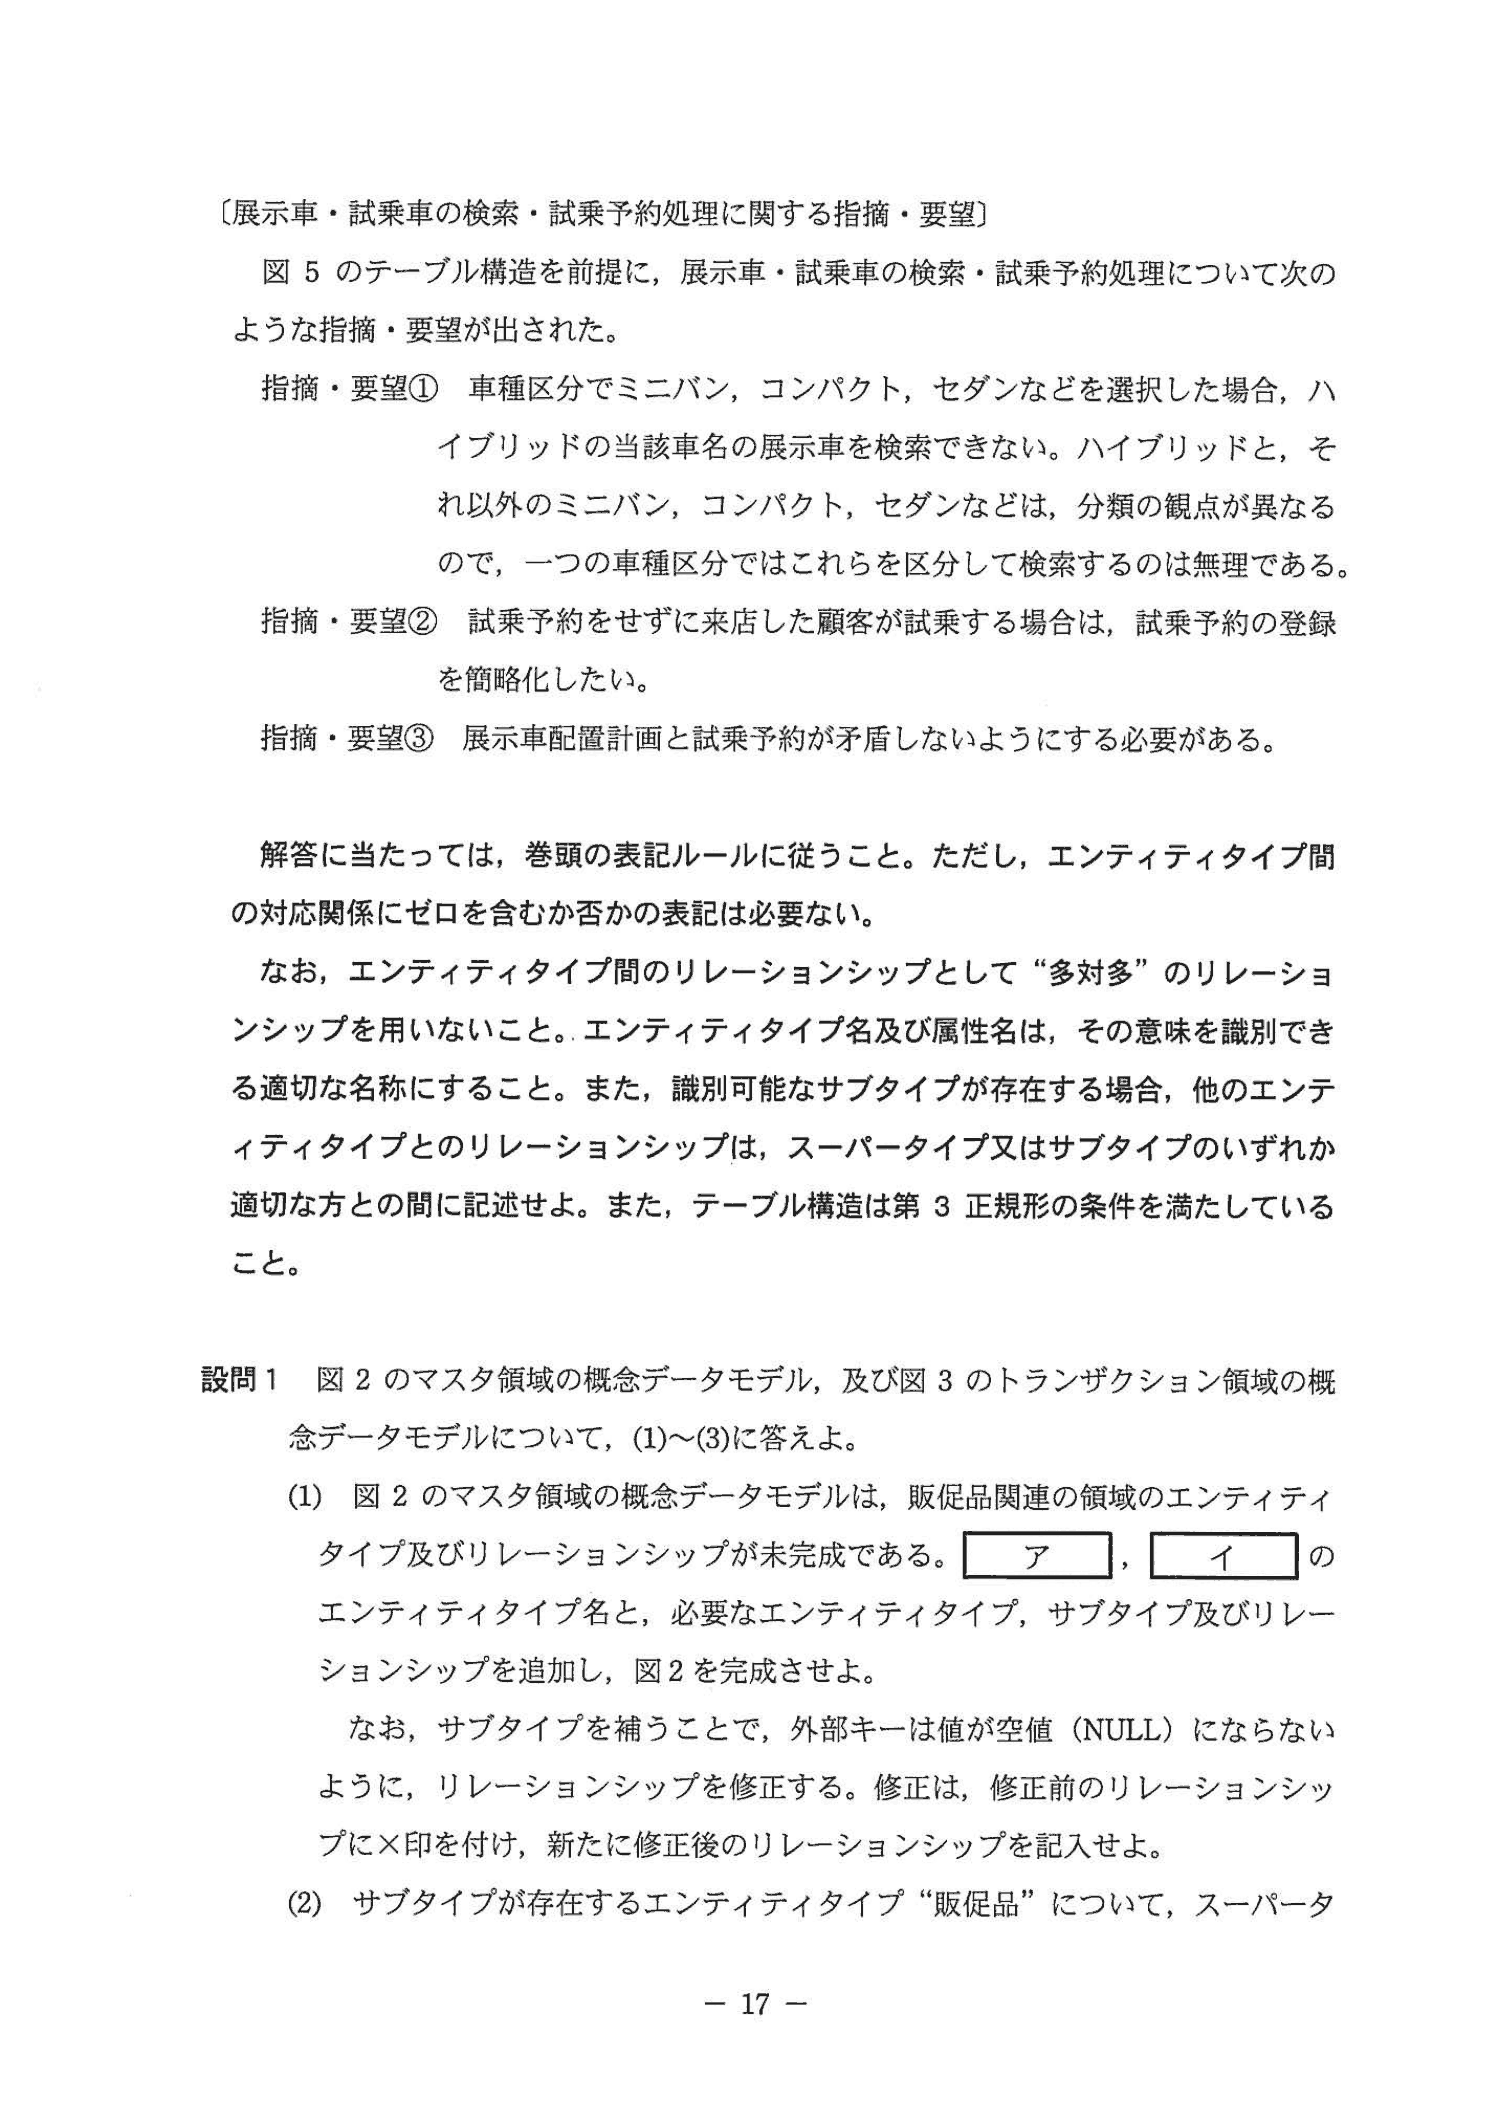 〔展示車・試乗車の検索・試乗予約処理に関する指摘・要望〕
図 5 のテーブル構造を前提に，展示車・試乗車の検索・試乗予約処理について次の
ような指摘・要望が出された。
指摘・要望① 車種区分でミニバン，コンパクト，セダンなどを選択した場合，ハ
イブリッドの当該車名の展示車を検索できない。ハイブリッドと，そ
れ以外のミニバン，コンパクト，セダンなどは，分類の観点が異なる
ので，一つの車種区分ではこれらを区分して検索するのは無理である。
指摘・要望② 試乗予約をせずに来店した顧客が試乗する場合は，試乗予約の登録
を簡略化したい。
指摘・要望③ 展示車配置計画と試乗予約が矛盾しないようにする必要がある。
解答に当たっては，巻頭の表記ルールに従うこと。ただし，エンティティタイプ間
の対応関係にゼロを含むか否かの表記は必要ない。
なお，エンティティタイプ間のリレーションシップとして“多対多”のリレーショ
ンシップを用いないこと。エンティティタイプ名及び属性名は，その意味を識別でき
る適切な名称にすること。また，識別可能なサブタイプが存在する場合，他のエンテ
ィティタイプとのリレーションシップは，スーパータイプ又はサブタイプのいずれか
適切な方との間に記述せよ。また，テーブル構造は第 3 正規形の条件を満たしている
こと。
設問1 図 2 のマスタ領域の概念データモデル，及び図 3 のトランザクション領域の概
念データモデルについて，(1)～(3)に答えよ。
(1) 図 2 のマスタ領域の概念データモデルは，販促品関連の領域のエンティティ
タイプ及びリレーションシップが未完成である。 ア ， イ の
エンティティタイプ名と，必要なエンティティタイプ，サブタイプ及びリレー
ションシップを追加し，図2を完成させよ。
なお，サブタイプを補うことで，外部キーは値が空値（NULL）にならない
ように，リレーションシップを修正する。修正は，修正前のリレーションシッ
プに×印を付け，新たに修正後のリレーションシップを記入せよ。
(2) サブタイプが存在するエンティティタイプ“販促品”について，スーパータ
－ 17 －